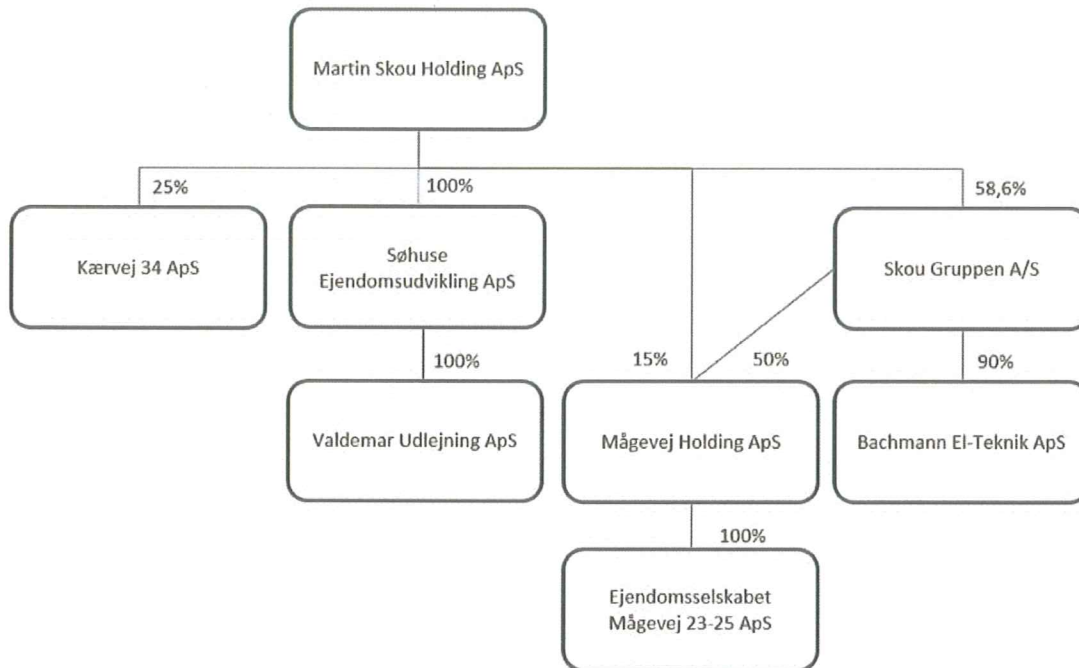 Martin Skou Holding ApS
25%
100%
58,6%
Kærvej 34 ApS
Søhuse
Ejendomsudvikling ApS
Skou Gruppen A/S
100%
15%
50%
90%
Valdemar Udlejning ApS
Mågevej Holding ApS
Bachmann El-Teknik ApS
100%
Ejendomsselskabet
Mågevej 23-25 ApS